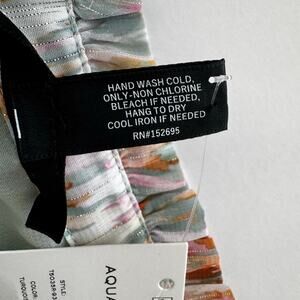 HAND WASH COLD,
ONLY-NON CHLORINE
BLEACH IF NEEDED,
HANG TO DRY
COOL IRON IF NEEDED
RN#152695
AQUA
STYLE:
COLOR: